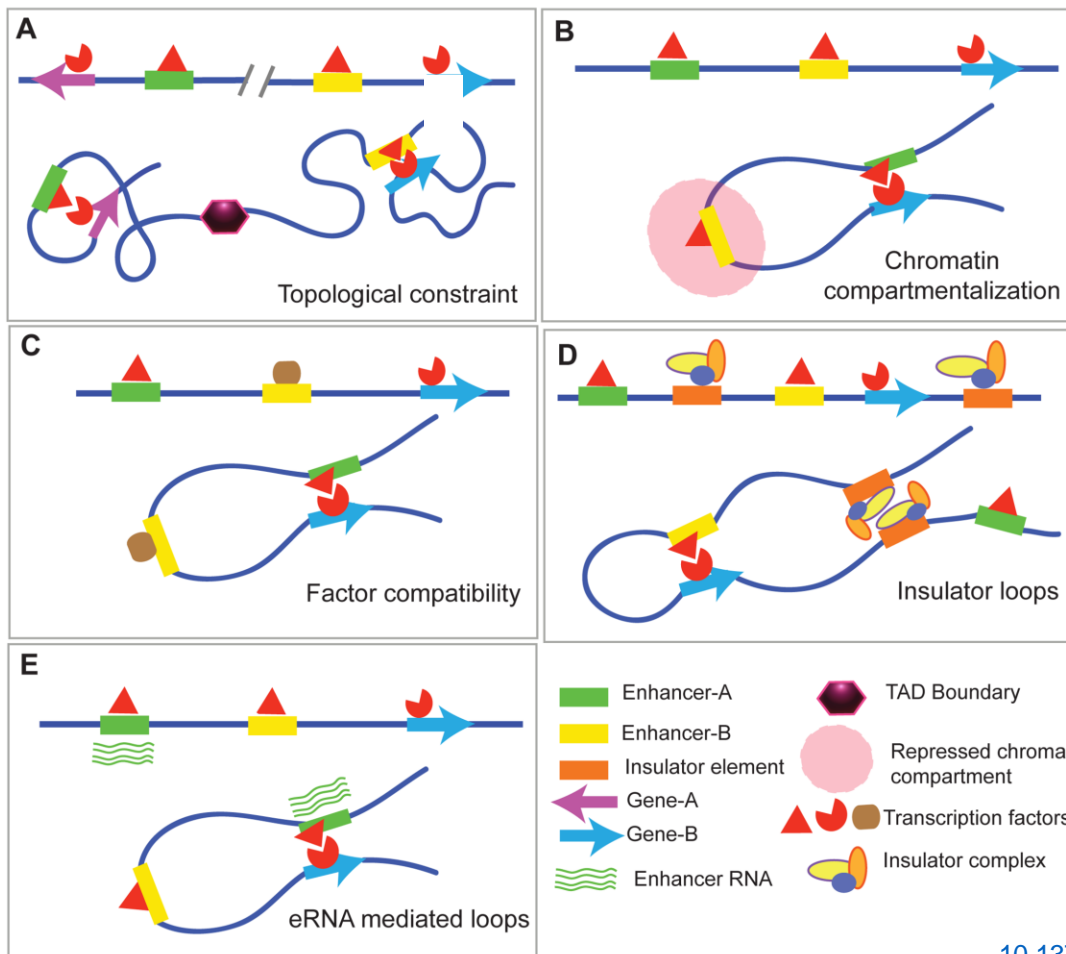 A
Topological constraint
B
Chromatin
compartmentalization
C
Factor compatibility
D
Insulator loops
E
eRNA mediated loops
Enhancer-A
Enhancer-B
Insulator element
Gene-A
Gene-B
Enhancer RNA
TAD Boundary
Repressed chroma
compartment
Transcription factors
Insulator complex